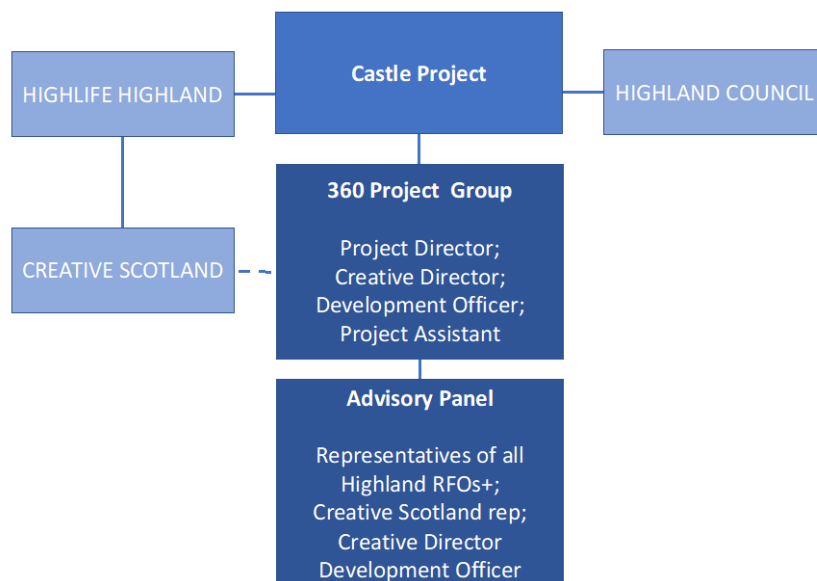 Castle Project
HIGHLIFE HIGHLAND
HIGHLAND COUNCIL
360 Project Group
Project Director;
Creative Director;
Development Officer;
Project Assistant
CREATIVE SCOTLAND
Advisory Panel
Representatives of all
Highland RFOs+;
Creative Scotland rep;
Creative Director
Development Officer